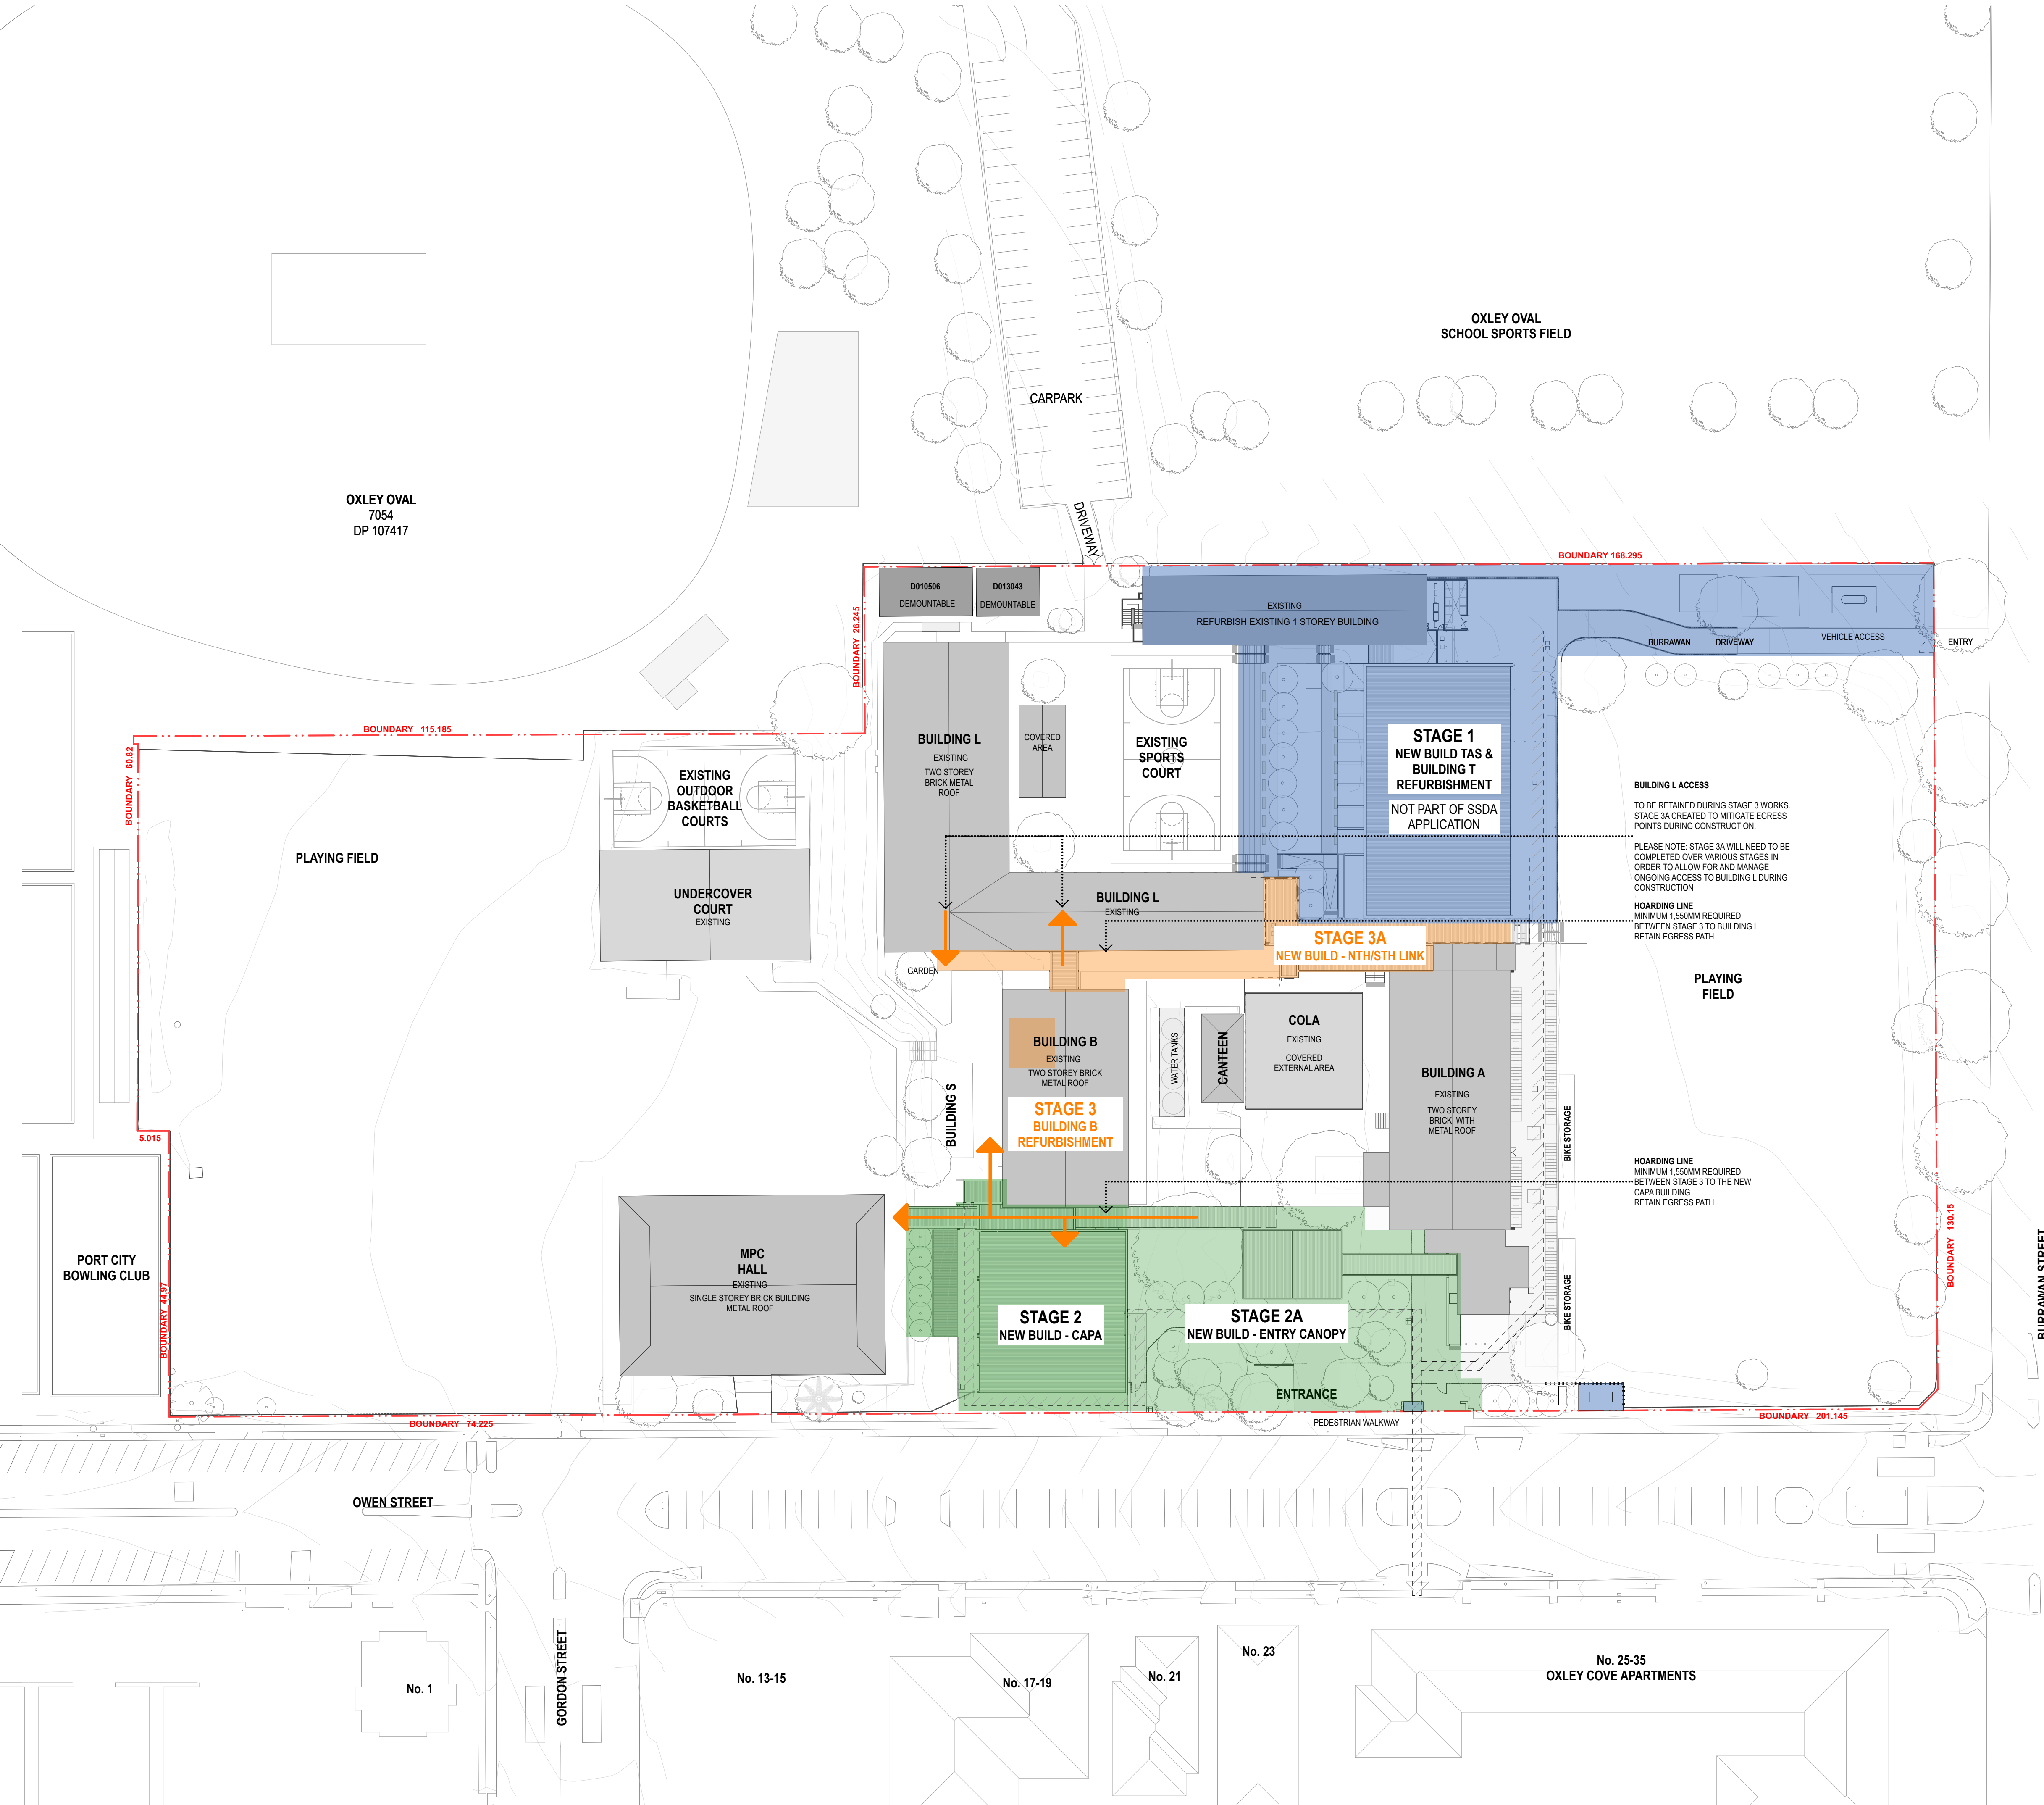 OXLEY OVAL
SCHOOL SPORTS FIELD
CARPARK
OXLEY OVAL
7054
DP 107417
DRIVEWAY
BOUNDARY 168.295
D010506
DEMOUNTABLE
D013043
DEMOUNTABLE
EXISTING
REFURBISH EXISTING 1 STOREY BUILDING
BOUNDARY 26.245
BURRAWAN DRIVEWAY
VEHICLE ACCESS
ENTRY
BOUNDARY 115.185
BOUNDARY 60.82
BUILDING L
EXISTING
TWO STOREY
BRICK METAL
ROOF
COVERED
AREA
EXISTING
SPORTS
COURT
STAGE 1
NEW BUILD TAS &
BUILDING T
REFURBISHMENT
NOT PART OF SSDA
APPLICATION
EXISTING
OUTDOOR
BASKETBALL
COURTS
PLAYING FIELD
UNDERCOVER
COURT
EXISTING
BUILDING L ACCESS
TO BE RETAINED DURING STAGE 3 WORKS.
STAGE 3A CREATED TO MITIGATE EGRESS
POINTS DURING CONSTRUCTION.
PLEASE NOTE: STAGE 3A WILL NEED TO BE
COMPLETED OVER VARIOUS STAGES IN
ORDER TO ALLOW FOR AND MANAGE
ONGOING ACCESS TO BUILDING L DURING
CONSTRUCTION
HOARDING LINE
MINIMUM 1,550MM REQUIRED
BETWEEN STAGE 3 TO BUILDING L
RETAIN EGRESS PATH
BUILDING L
EXISTING
STAGE 3A
NEW BUILD - NTH/STH LINK
GARDEN
PLAYING
FIELD
BUILDING B
EXISTING
TWO STOREY BRICK
METAL ROOF
STAGE 3
BUILDING B
REFURBISHMENT
WATER TANKS
CANTEEN
COLA
EXISTING
COVERED
EXTERNAL AREA
BUILDING A
EXISTING
TWO STOREY
BRICK WITH
METAL ROOF
BUILDING S
BIKE STORAGE
5.015
HOARDING LINE
MINIMUM 1,550MM REQUIRED
BETWEEN STAGE 3 TO THE NEW
CAPA BUILDING
RETAIN EGRESS PATH
BOUNDARY 130.15
BURRAWAN STREET
PORT CITY
BOWLING CLUB
BOUNDARY 44.97
MPC
HALL
EXISTING
SINGLE STOREY BRICK BUILDING
METAL ROOF
STAGE 2
NEW BUILD - CAPA
STAGE 2A
NEW BUILD - ENTRY CANOPY
BIKE STORAGE
ENTRANCE
PEDESTRIAN WALKWAY
BOUNDARY 74.225
BOUNDARY 201.145
OWEN STREET
GORDON STREET
No. 1
No. 13-15
No. 17-19
No. 21
No. 23
No. 25-35
OXLEY COVE APARTMENTS